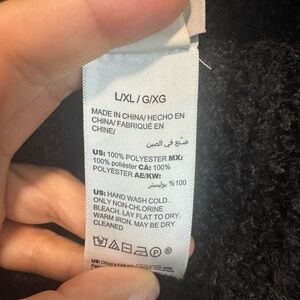 L/XL / G/XG
MADE IN CHINA/ HECHO EN
CHINA/ FABRIQUÉ EN
CHINE/
صنع في الصين
US: 100% POLYESTER MX:
100% poliéster CA: 100%
POLYESTER AE/KW:
100% بوليستر
US: HAND WASH COLD.
ONLY NON-CHLORINE
BLEACH. LAY FLAT TO DRY.
WARM IRON. MAY BE DRY
CLEANED